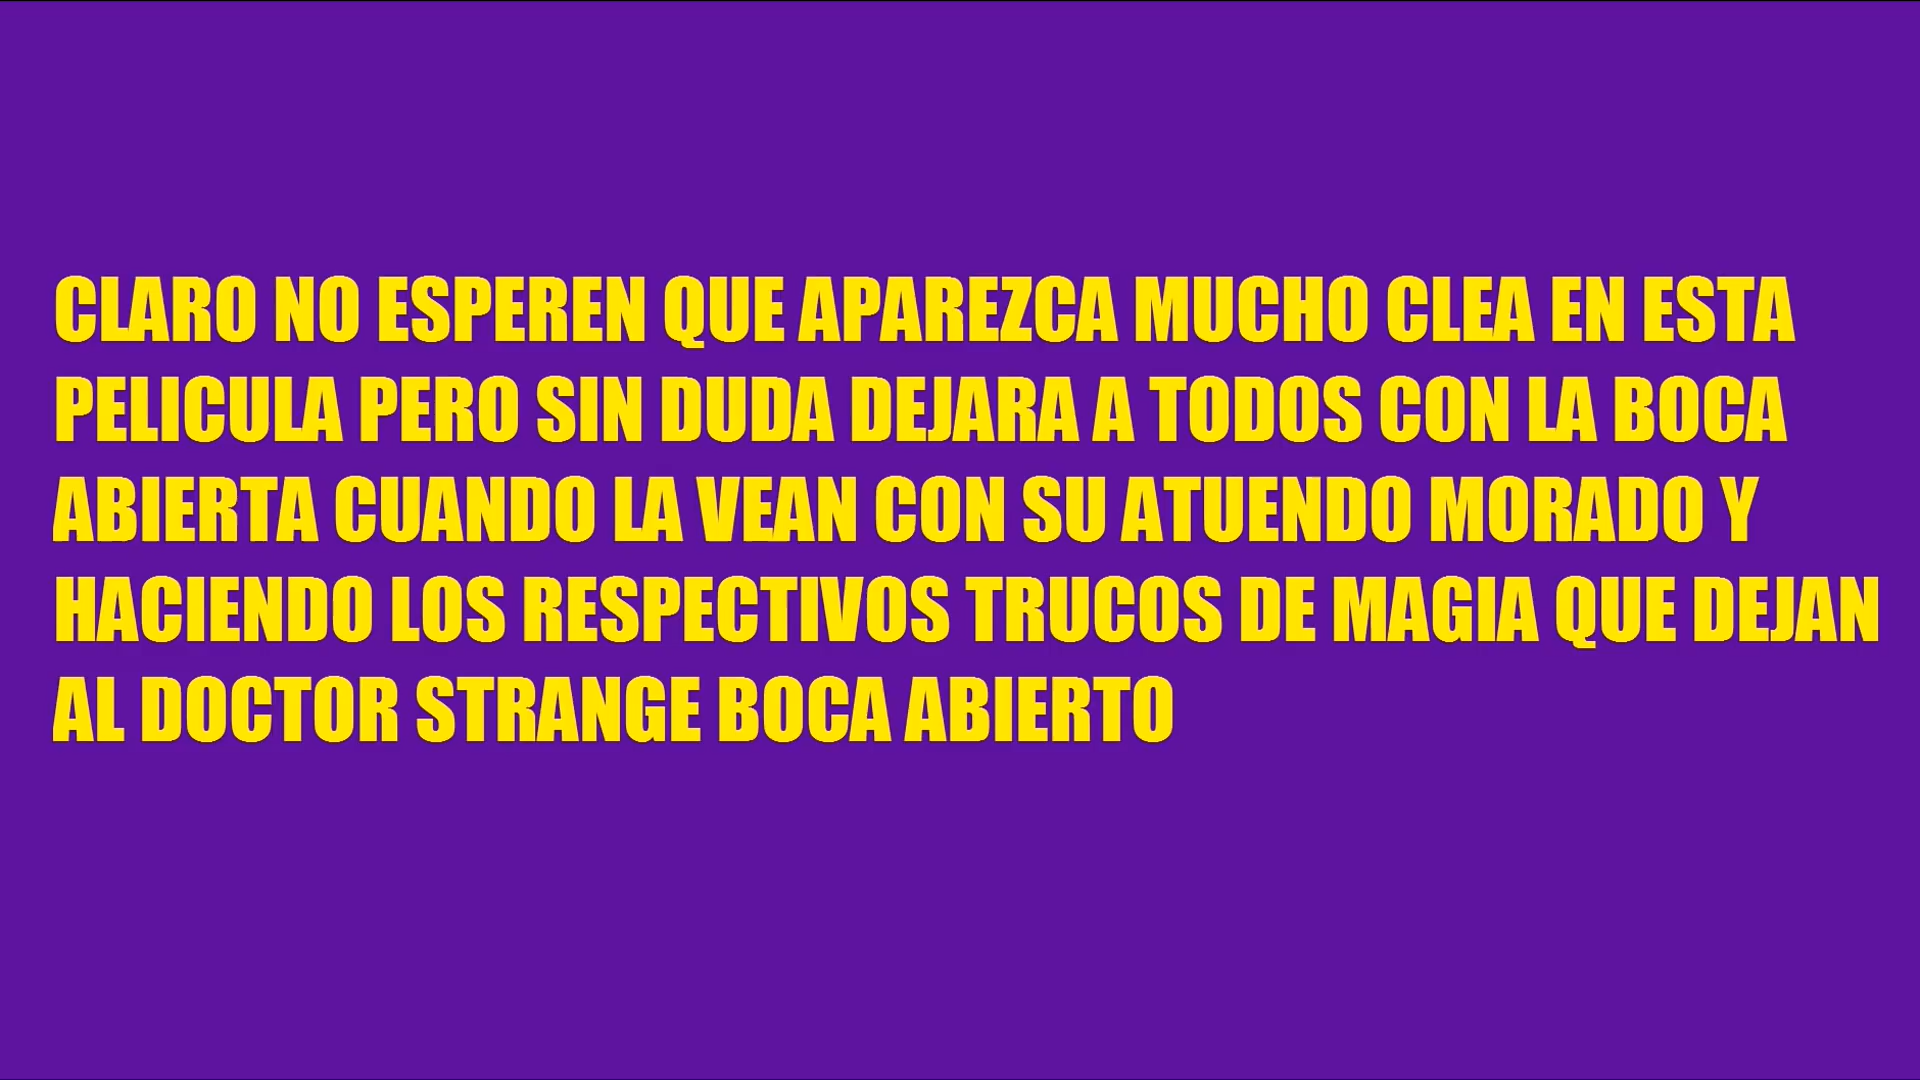 CLARO NO ESPEREN QUE APAREZCA MUCHO CLEA EN ESTA
PELICULA PERO SIN DUDA DEJARA A TODOS CON LA BOCA
ABIERTA CUANDO LA VEAN CON SU ATUENDO MORADO Y
HACIENDO LOS RESPECTIVOS TRUCOS DE MAGIA QUE DEJAN
AL DOCTOR STRANGE BOCA ABIERTO